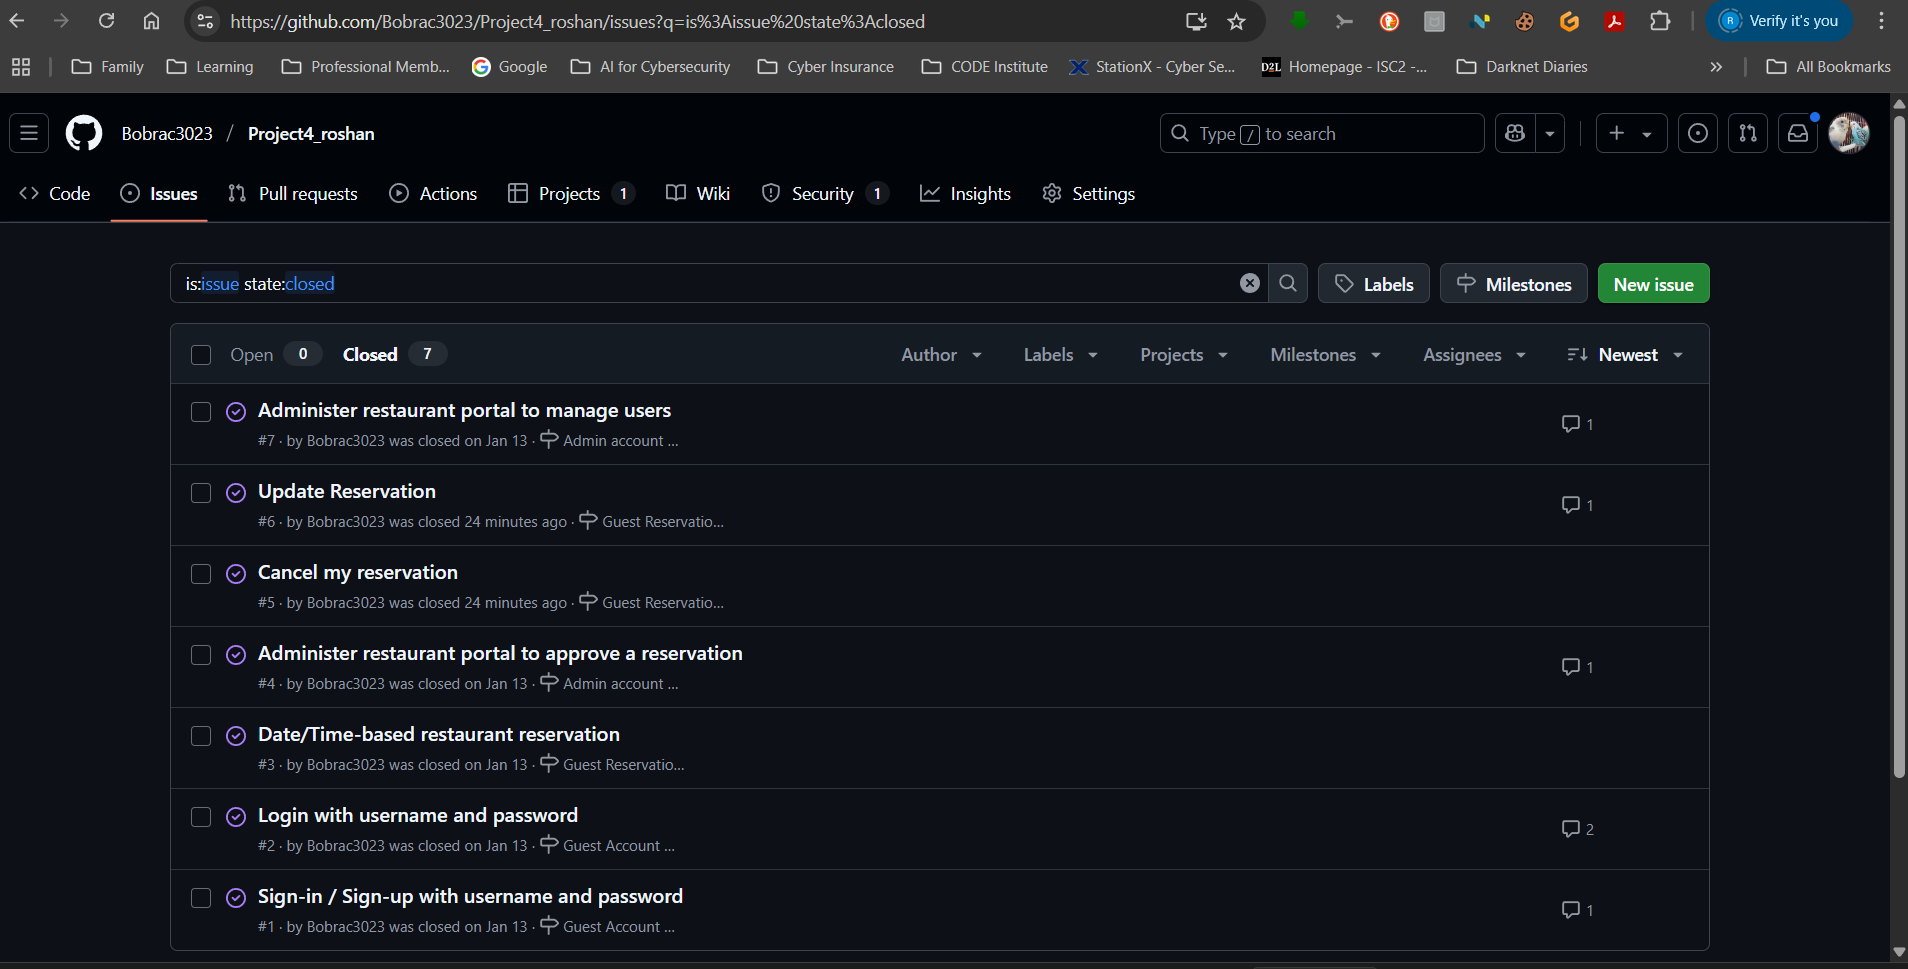 https://github.com/Bobrac3023/Project4_roshan/issues?q=is%3Aissue%20state%3Aclosed
R Verify it's you
Family Learning Professional Memb... Google AI for Cybersecurity Cyber Insurance CODE Institute StationX - Cyber Se... D2L Homepage - ISC2 -... Darknet Diaries » All Bookmarks
Bobrac3023 / Project4_roshan
Type / to search
Code Issues Pull requests Actions Projects 1 Wiki Security 1 Insights Settings
is:issue state:closed
Labels Milestones New issue
Open 0 Closed 7 Author Labels Projects Milestones Assignees Newest
Administer restaurant portal to manage users
#7 · by Bobrac3023 was closed on Jan 13 · Admin account ...
1
Update Reservation
#6 · by Bobrac3023 was closed 24 minutes ago · Guest Reservatio...
1
Cancel my reservation
#5 · by Bobrac3023 was closed 24 minutes ago · Guest Reservatio...
Administer restaurant portal to approve a reservation
#4 · by Bobrac3023 was closed on Jan 13 · Admin account ...
1
Date/Time-based restaurant reservation
#3 · by Bobrac3023 was closed on Jan 13 · Guest Reservatio...
Login with username and password
#2 · by Bobrac3023 was closed on Jan 13 · Guest Account ...
2
Sign-in / Sign-up with username and password
#1 · by Bobrac3023 was closed on Jan 13 · Guest Account ...
1